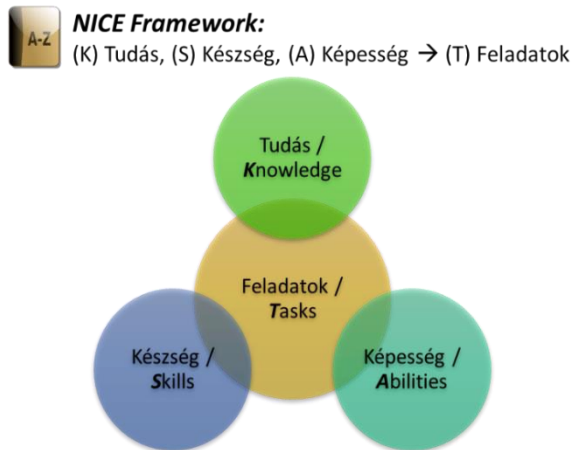 A-Z
NICE Framework:
(K) Tudás, (S) Készség, (A) Képesség → (T) Feladatok
Tudás /
Knowledge
Feladatok /
Tasks
Készség /
Skills
Képesség /
Abilities